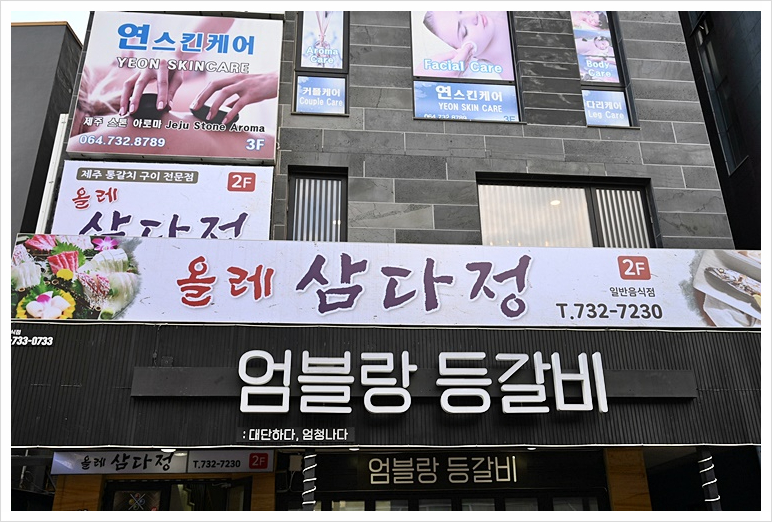 연스킨케어
YEON SKINCARE
제주 스톤 아로마 Jeju Stone Aroma
064.732.8789 3F
Aroma
Care
커플케어
Couple Care
Facial Care
연스킨케어
YEON SKIN CARE
064.732.8789 3F
Body
Care
다리케어
Leg Care
제주 통갈치 구이 전문점 2F
올레
삼다정
올레 삼다정
2F
일반음식점
T.732-7230
-733-0733
엄블랑 등갈비
: 대단하다, 엄청나다
올레 삼다정 T.732-7230 2F
엄블랑 등갈비